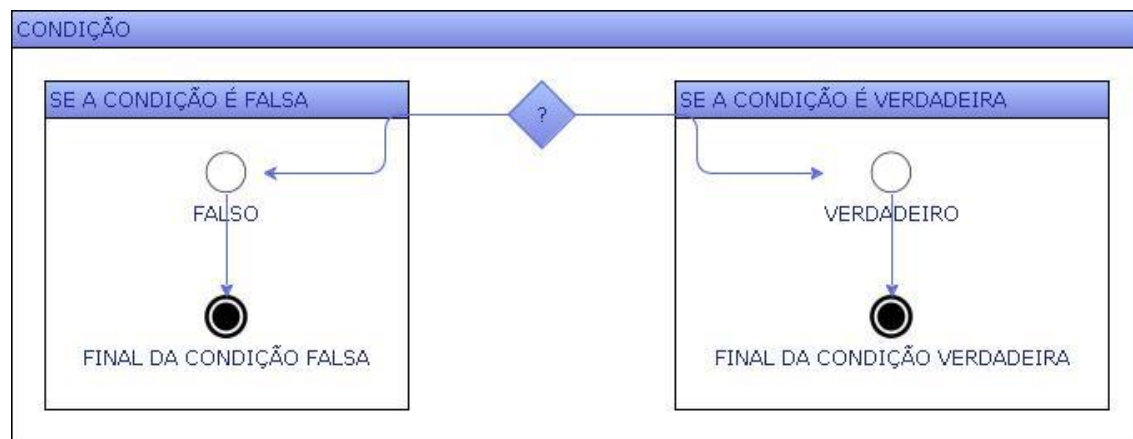 CONDIÇÃO
SE A CONDIÇÃO É FALSA
?
SE A CONDIÇÃO É VERDADEIRA
FALSO
VERDADEIRO
FINAL DA CONDIÇÃO FALSA
FINAL DA CONDIÇÃO VERDADEIRA